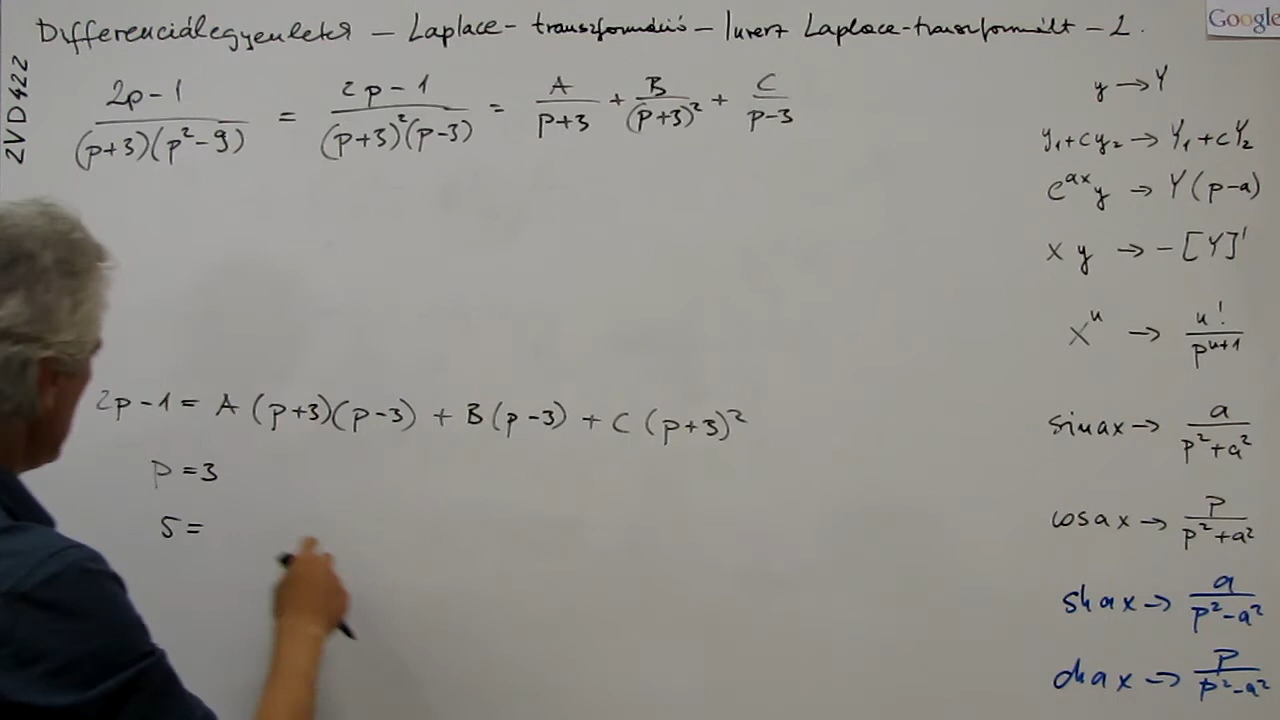 Differenciálegyenletek – Laplace-transzformáció – Inverz Laplace-transzformált – 2.
Google
2VD422
(2p-1)/((p+3)(p²-9)) = (2p-1)/((p+3)²(p-3)) = A/(p+3) + B/(p+3)² + C/(p-3)
2p-1 = A(p+3)(p-3) + B(p-3) + C(p+3)²
p=3
5=
y → Y
y₁+cy₂ → Y₁+cY₂
e^{ax}y → Y(p-a)
xy → -[Y]'
x^n → n!/p^{n+1}
sin ax → a/(p²+a²)
cos ax → p/(p²+a²)
sh ax → a/(p²-a²)
ch ax → p/(p²-a²)